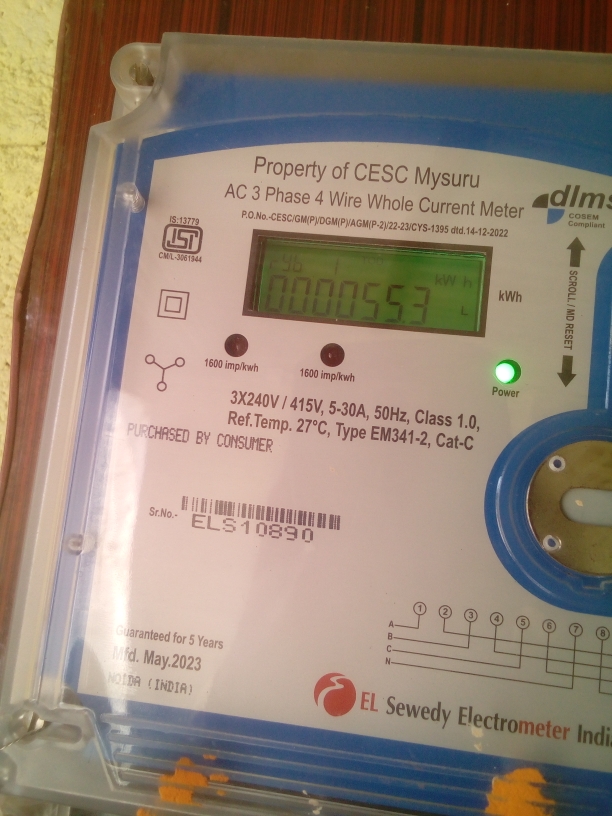 Property of CESC Mysuru
AC 3 Phase 4 Wire Whole Current Meter
P.O.No.-CESC/GM(P)/DGM(P)/AGM(P-2)/22-23/CYS-1395 dtd.14-12-2022
dlms
COSEM
Compliant
IS:13779
ISI
CM/L-3061944
kW h
0000553
L
kWh
SCROLL / MD RESET
1600 imp/kwh
1600 imp/kwh
Power
3X240V / 415V, 5-30A, 50Hz, Class 1.0,
Ref.Temp. 27°C, Type EM341-2, Cat-C
PURCHASED BY CONSUMER
Sr.No.-
ELS10890
1 2 3 4 5 6 7 8
A
B
C
N
Guaranteed for 5 Years
Mfd. May.2023
NOIDA (INDIA)
EL Sewedy Electrometer India